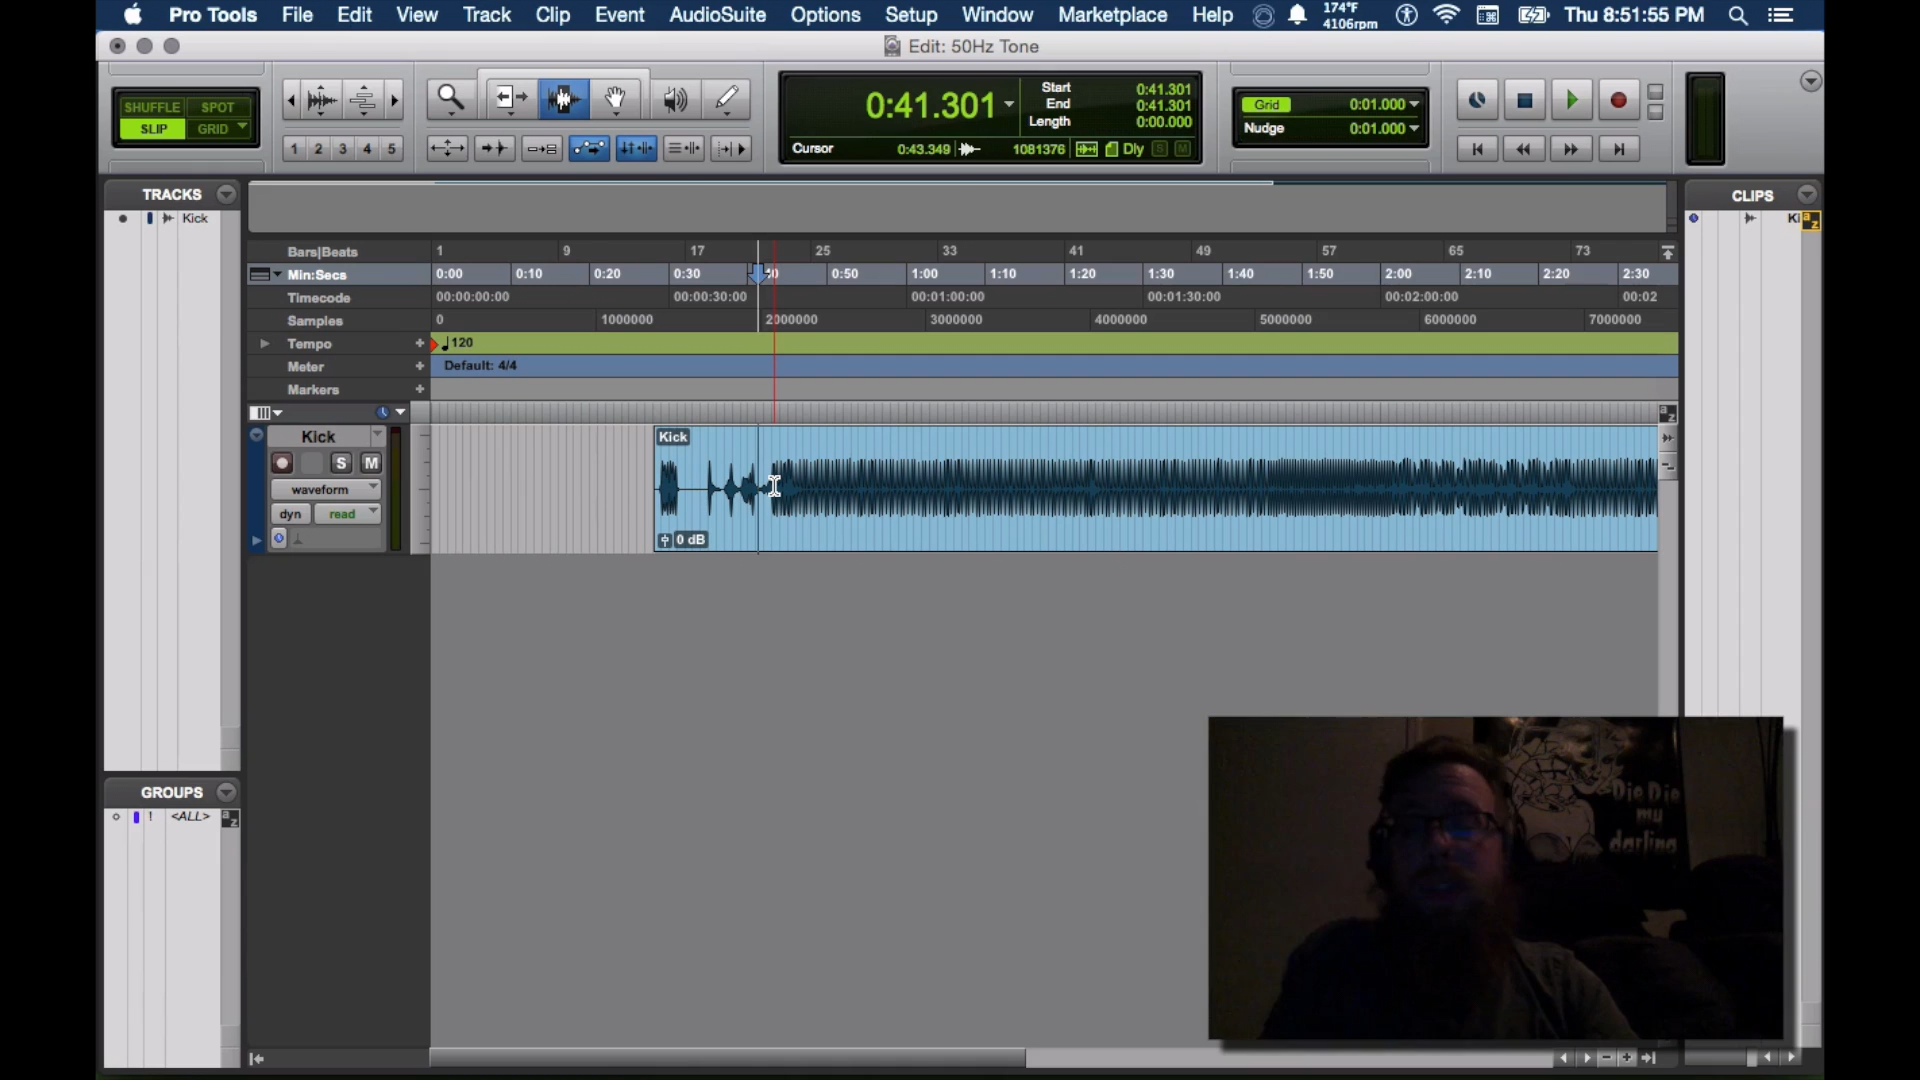 Pro Tools File Edit View Track Clip Event AudioSuite Options Setup Window Marketplace Help 174°F 4106rpm Thu 8:51:55 PM
Edit: 50Hz Tone
SHUFFLE SPOT
SLIP GRID
1 2 3 4 5
0:41.301
Start 0:41.301
End 0:41.301
Length 0:00.000
Cursor 0:43.349 1081376 Dly S M
Grid 0:01.000
Nudge 0:01.000
TRACKS
Kick
CLIPS
Ki
a z
Bars|Beats 1 9 17 25 33 41 49 57 65 73
Min:Secs 0:00 0:10 0:20 0:30 0:50 1:00 1:10 1:20 1:30 1:40 1:50 2:00 2:10 2:20 2:30
Timecode 00:00:00:00 00:00:30:00 00:01:00:00 00:01:30:00 00:02:00:00 00:02
Samples 0 1000000 2000000 3000000 4000000 5000000 6000000 7000000
Tempo + 120
Meter + Default: 4/4
Markers +
a z
Kick
S M
waveform
dyn read
Kick
0 dB
GROUPS
! <ALL>
a z
Die Die
my
darling